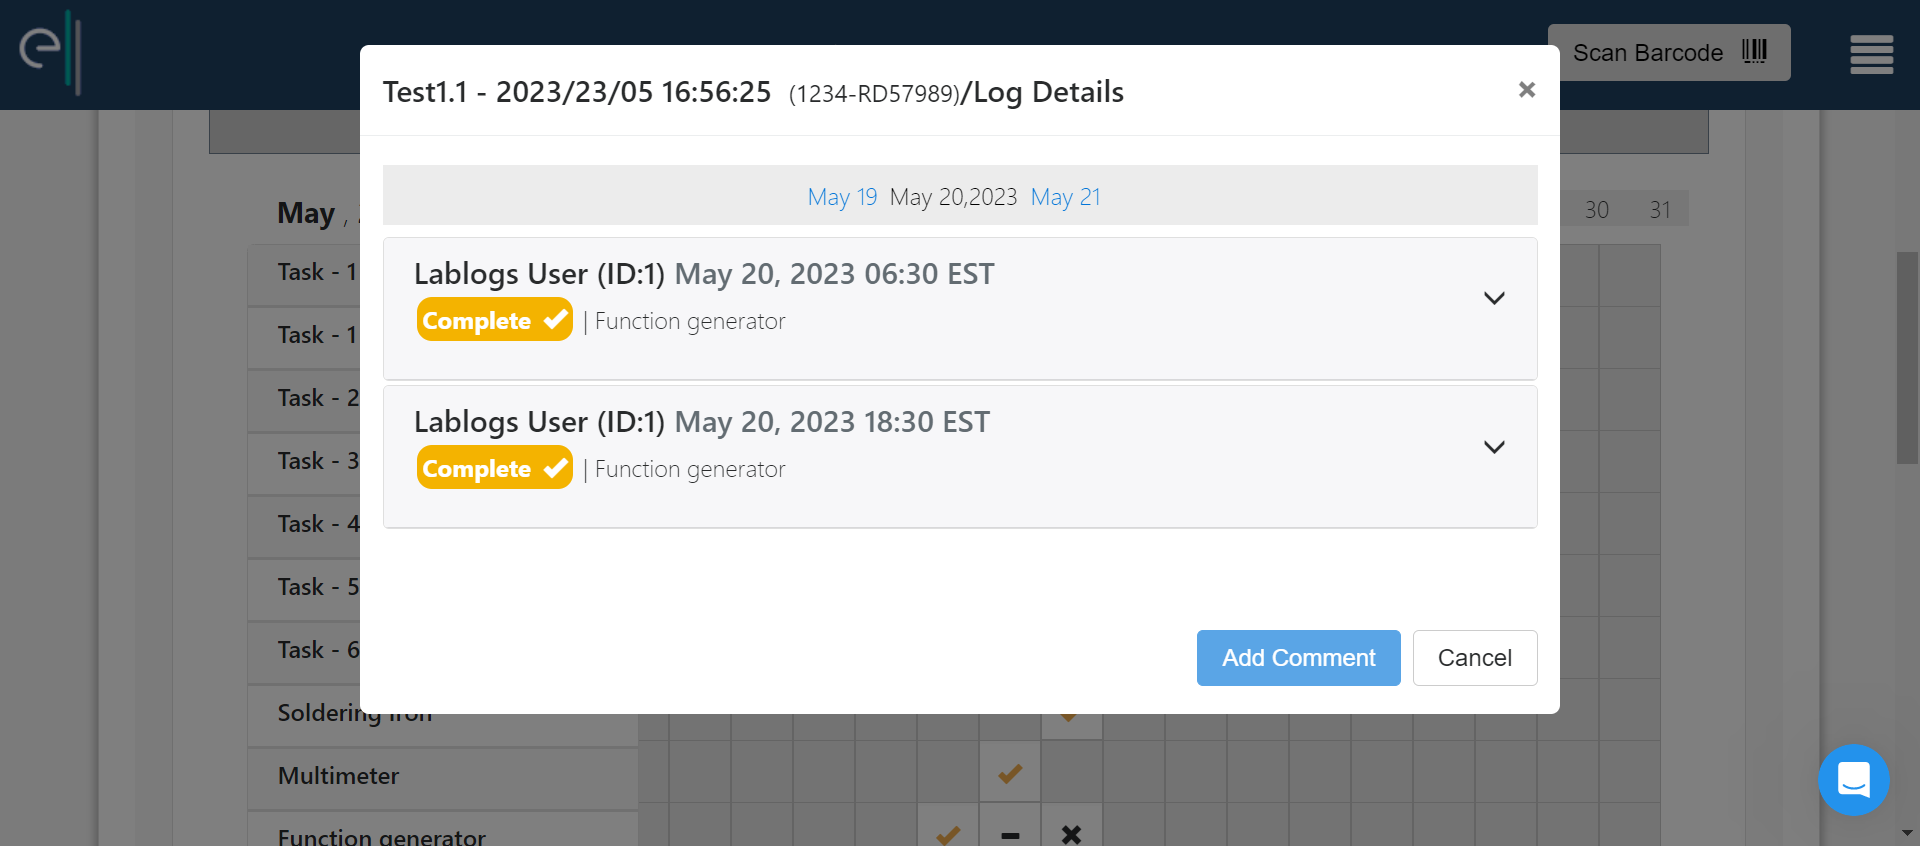 ell
Scan Barcode
Test1.1 - 2023/23/05 16:56:25 (1234-RD57989)/Log Details
May 19 May 20,2023 May 21
May ,
30 31
Lablogs User (ID:1) May 20, 2023 06:30 EST
Complete | Function generator
Lablogs User (ID:1) May 20, 2023 18:30 EST
Complete | Function generator
Task - 1
Task - 1
Task - 2
Task - 3
Task - 4
Task - 5
Task - 6
Add Comment Cancel
Soldering Iron
Multimeter
Function generator